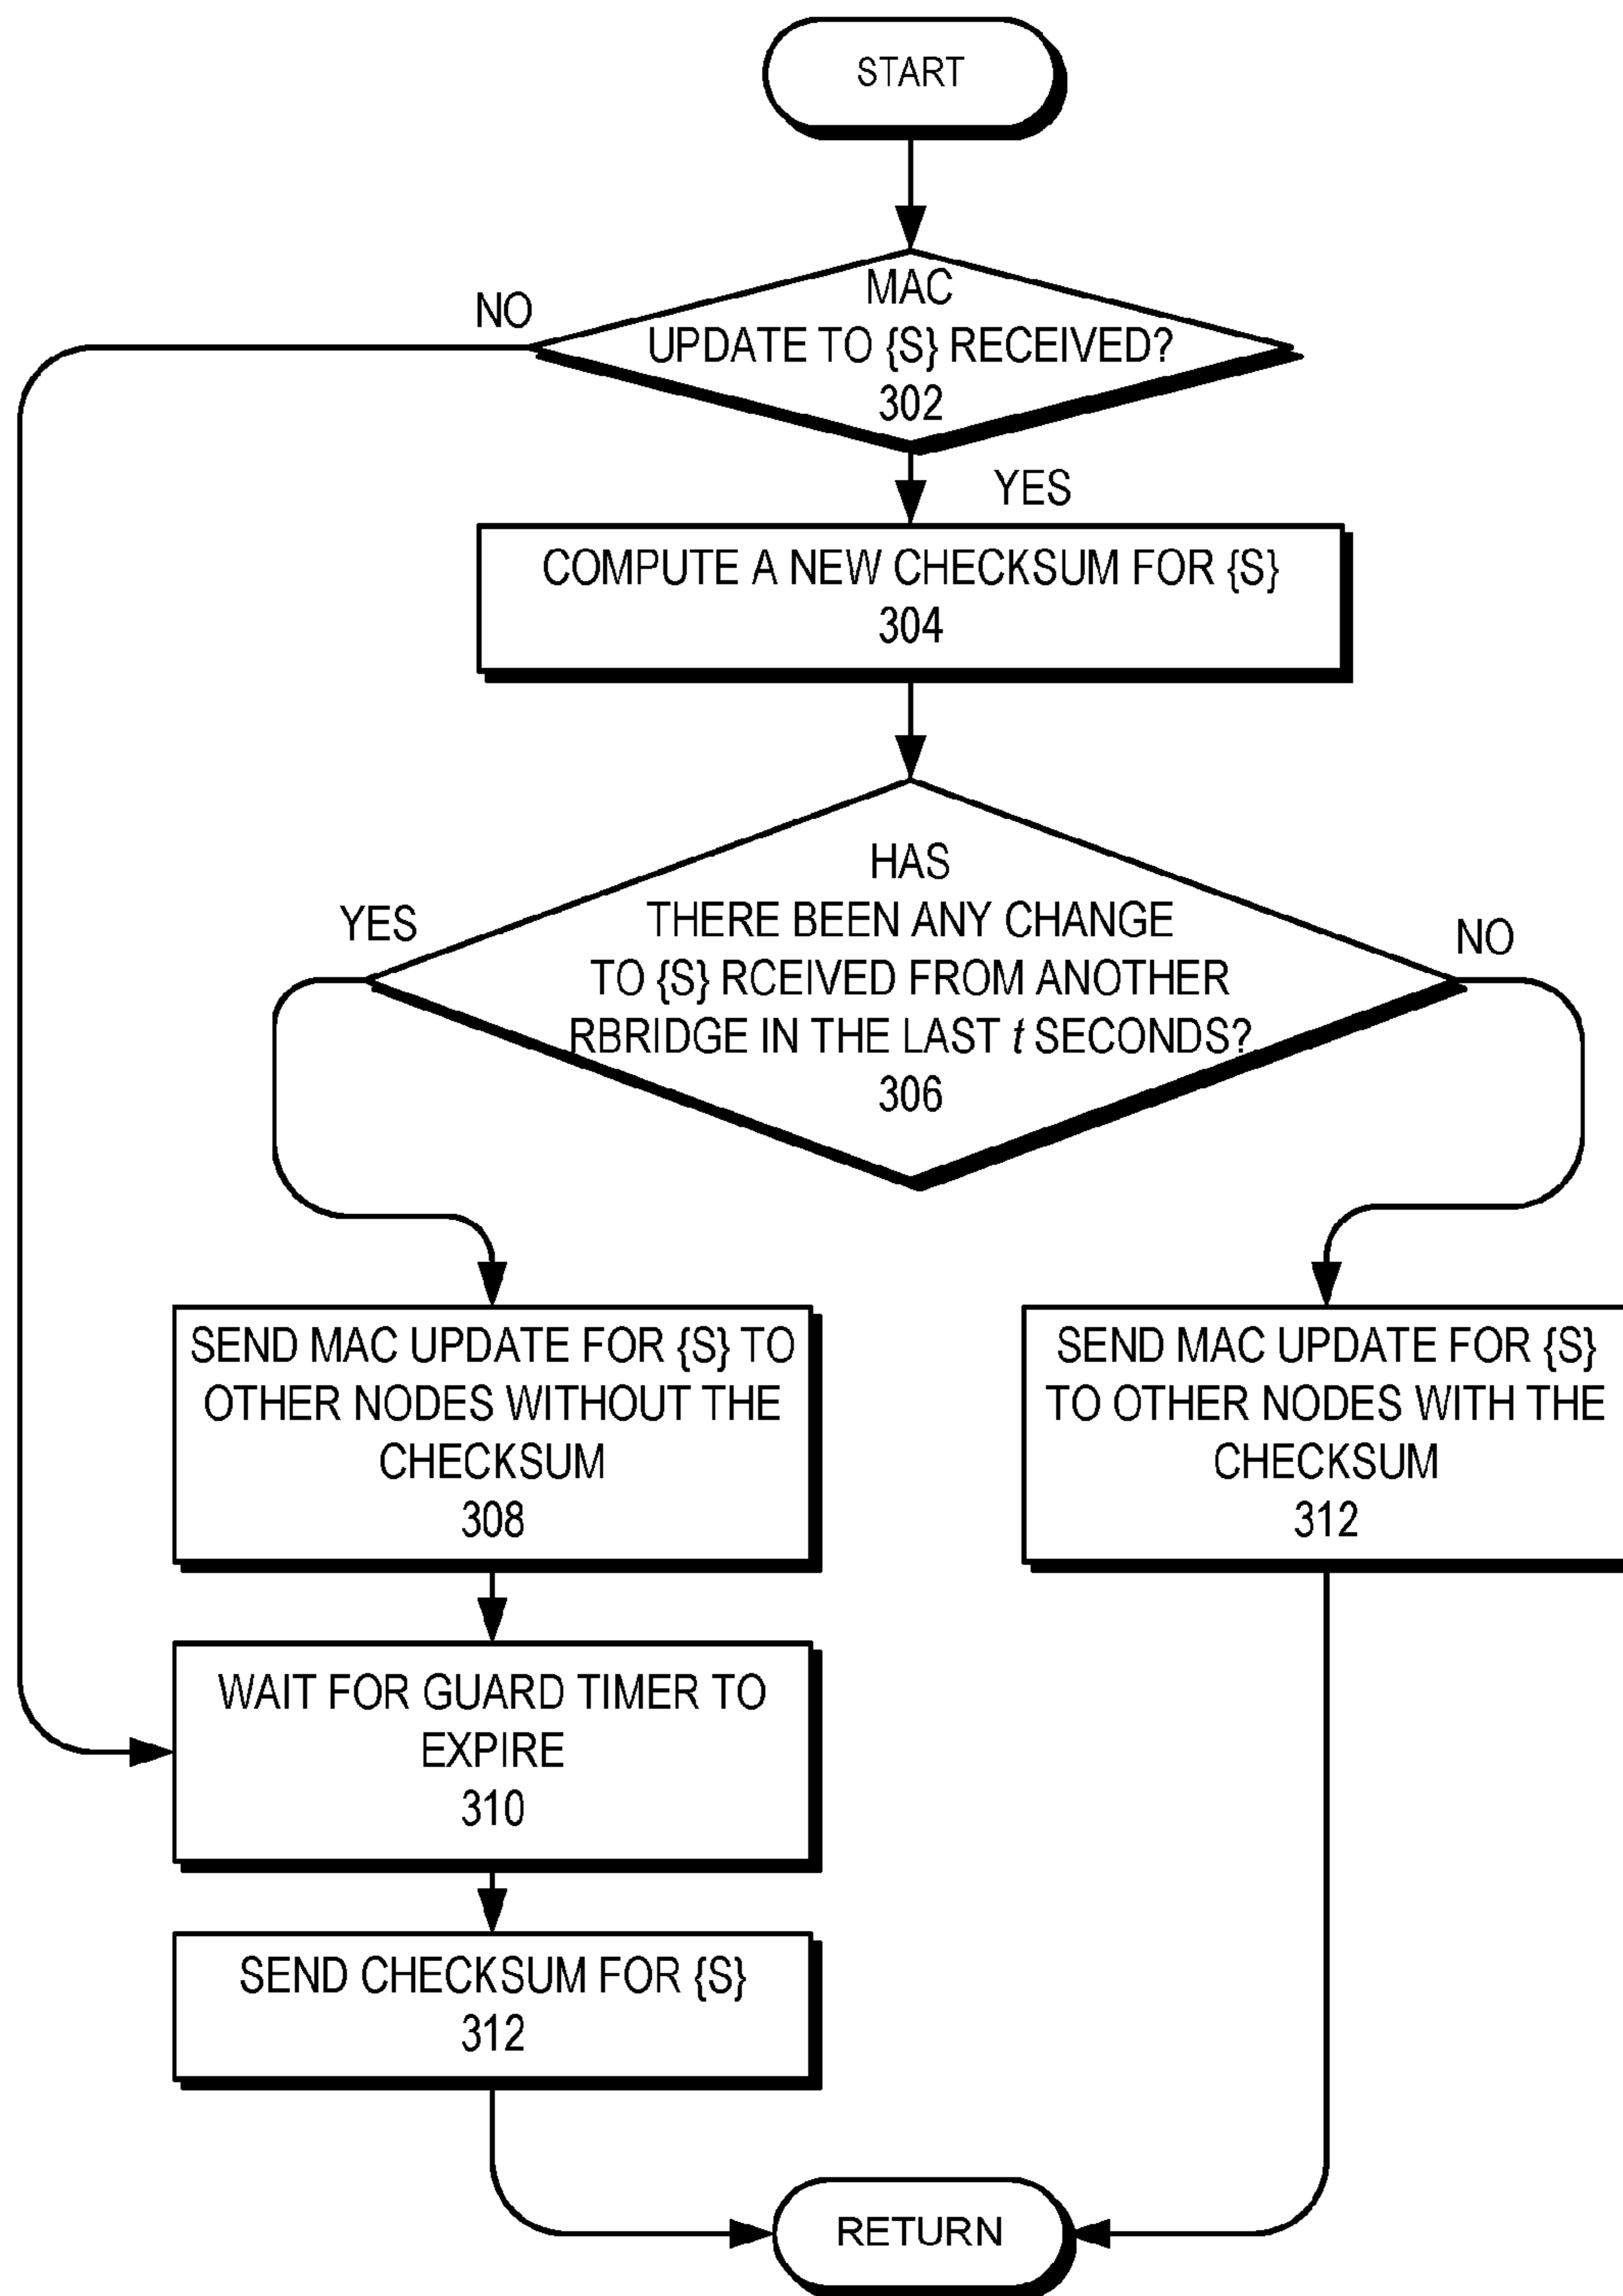 START
MAC
UPDATE TO {S} RECEIVED?
302
NO
YES
COMPUTE A NEW CHECKSUM FOR {S}
304
HAS
THERE BEEN ANY CHANGE
TO {S} RCEIVED FROM ANOTHER
RBRIDGE IN THE LAST t SECONDS?
306
YES
NO
SEND MAC UPDATE FOR {S} TO
OTHER NODES WITHOUT THE
CHECKSUM
308
SEND MAC UPDATE FOR {S}
TO OTHER NODES WITH THE
CHECKSUM
312
WAIT FOR GUARD TIMER TO
EXPIRE
310
SEND CHECKSUM FOR {S}
312
RETURN